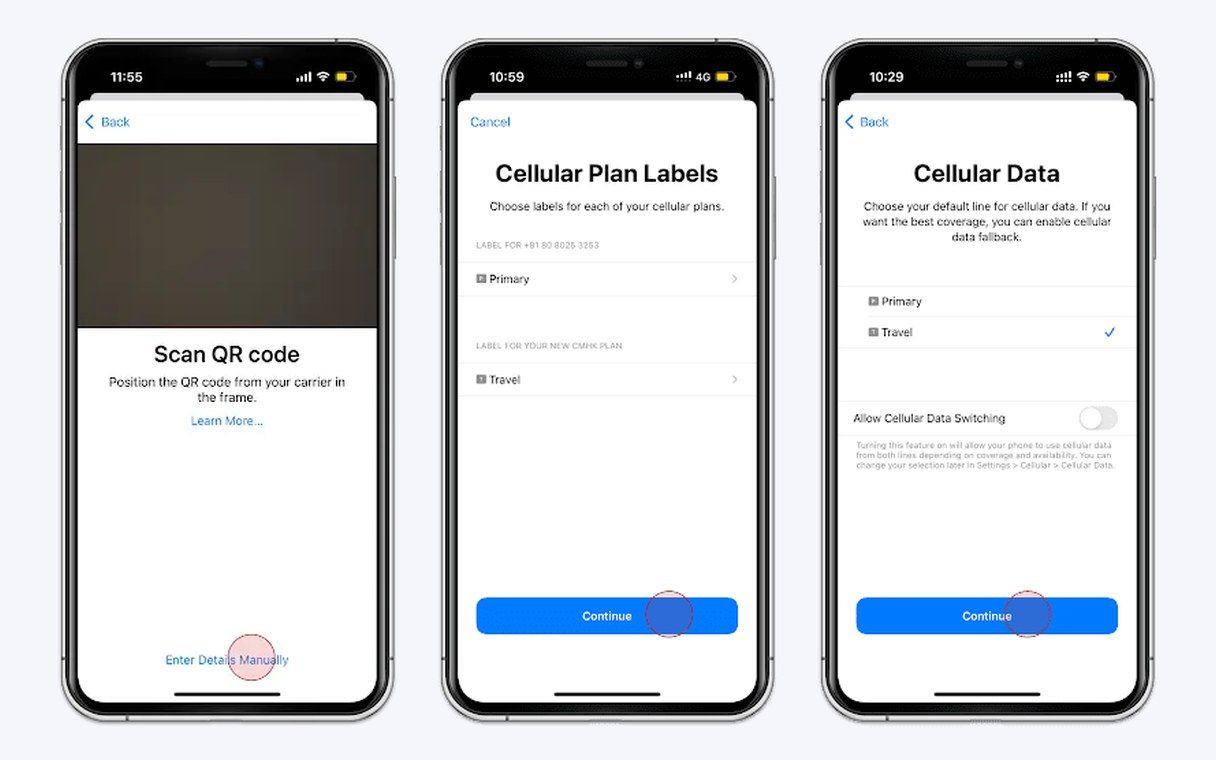 11:55
Back
Scan QR code
Position the QR code from your carrier in
the frame.
Learn More...
Enter Details Manually
10:59
4G
Cancel
Cellular Plan Labels
Choose labels for each of your cellular plans.
LABEL FOR +81 80 8025 3253
P Primary
LABEL FOR YOUR NEW CMHK PLAN
T Travel
Continue
10:29
Back
Cellular Data
Choose your default line for cellular data. If you
want the best coverage, you can enable cellular
data fallback.
P Primary
T Travel
Allow Cellular Data Switching
Turning this feature on will allow your phone to use cellular data
from both lines depending on coverage and availability. You can
change your selection later in Settings > Cellular > Cellular Data.
Continue